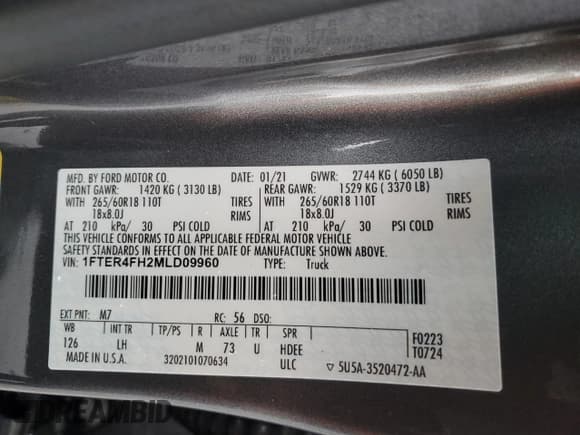 MFD. BY FORD MOTOR CO. 01/21 GVWR: 2744 KG ( 6050 LB)
FRONT GAWR: 1420 KG ( 3130 LB) REAR GAWR: 1529 KG ( 3370 LB)
WITH 265/60R18 110T TIRES WITH 265/60R18 110T TIRES
18x8.0J RIMS 18x8.0J RIMS
AT 210 kPa/ 30 PSI COLD AT 210 kPa/ 30 PSI COLD
THIS VEHICLE CONFORMS TO ALL APPLICABLE FEDERAL MOTOR VEHICLE
SAFETY STANDARDS IN EFFECT ON THE DATE OF MANUFACTURE SHOWN ABOVE.
VIN: 1FTER4FH2MLD09960 TYPE: Truck
EXT PNT: M7 RC: 56 DSO: F0223
T0724
WB INT TR TP/PS R AXLE TR SPR
126 LH M 73 U HDEE
MADE IN U.S.A. 3202101070634 ULC ▽ 5U5A-3520472-AA
DREAMBID